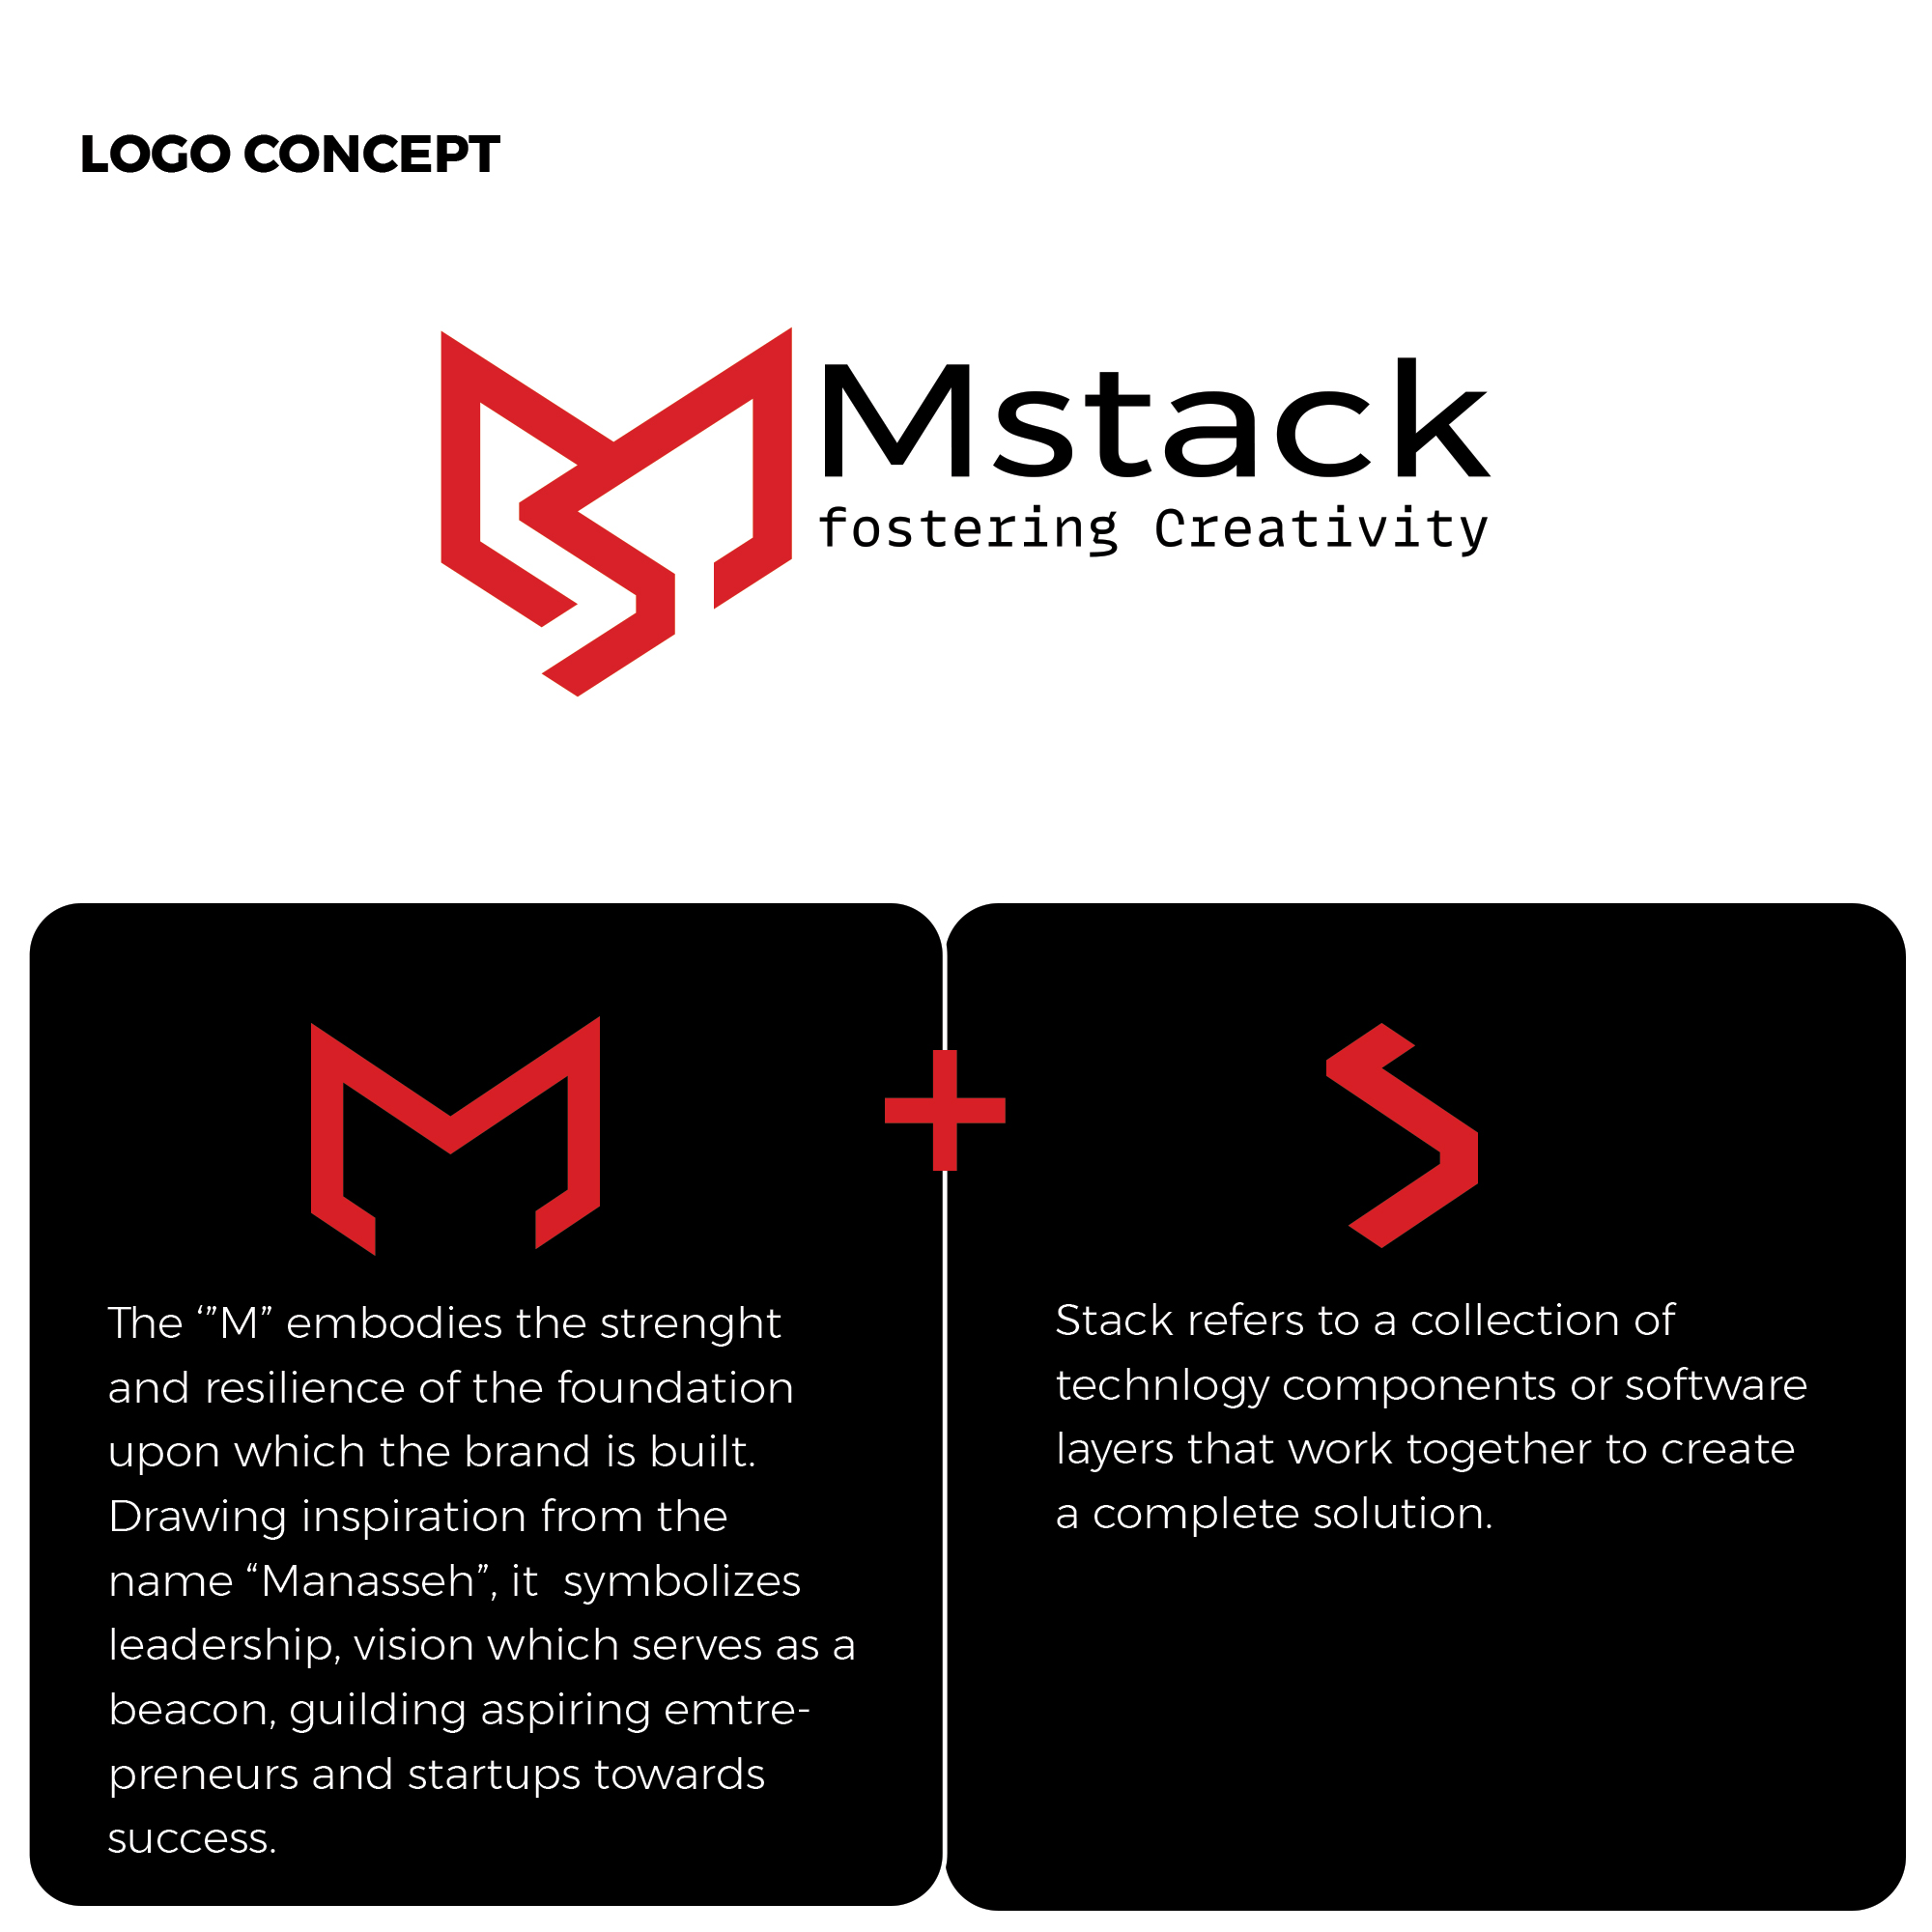 LOGO CONCEPT
Mstack
fostering Creativity
The ‘”M” embodies the strenght
and resilience of the foundation
upon which the brand is built.
Drawing inspiration from the
name “Manasseh”, it  symbolizes
leadership, vision which serves as a
beacon, guilding aspiring emtre-
preneurs and startups towards
success.
Stack refers to a collection of
technlogy components or software
layers that work together to create
a complete solution.